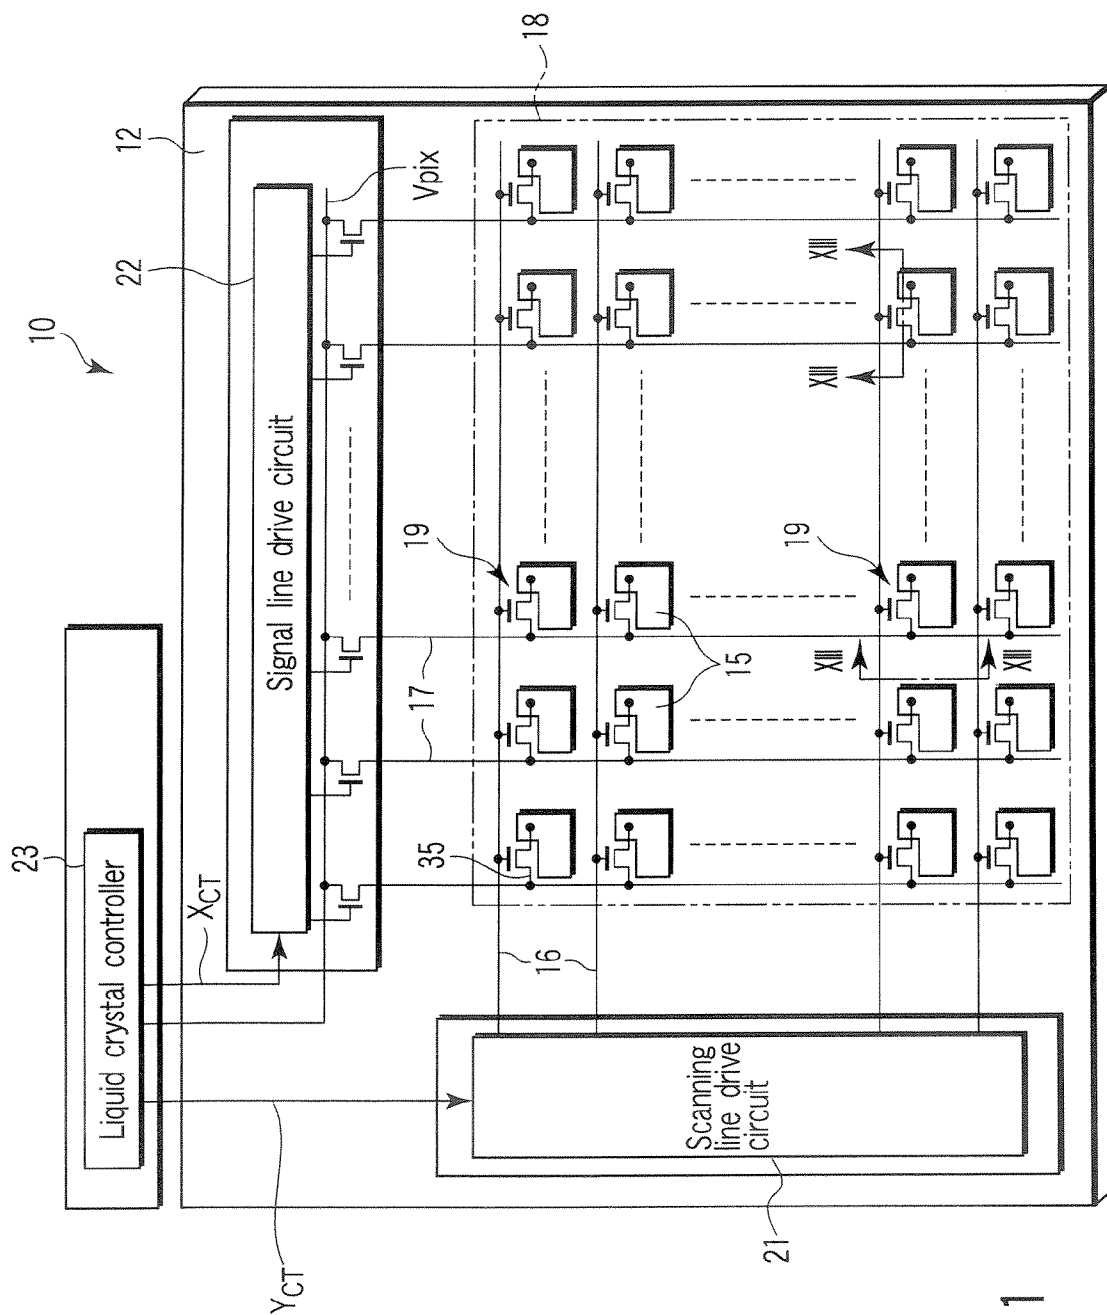 23
10
Liquid crystal controller
22
12
X_CT
Signal line drive circuit
Y_CT
17
19
Vpix
35
16
18
Scanning
line drive
circuit
15
21
19
XIII
XIII
XIII
XIII
1